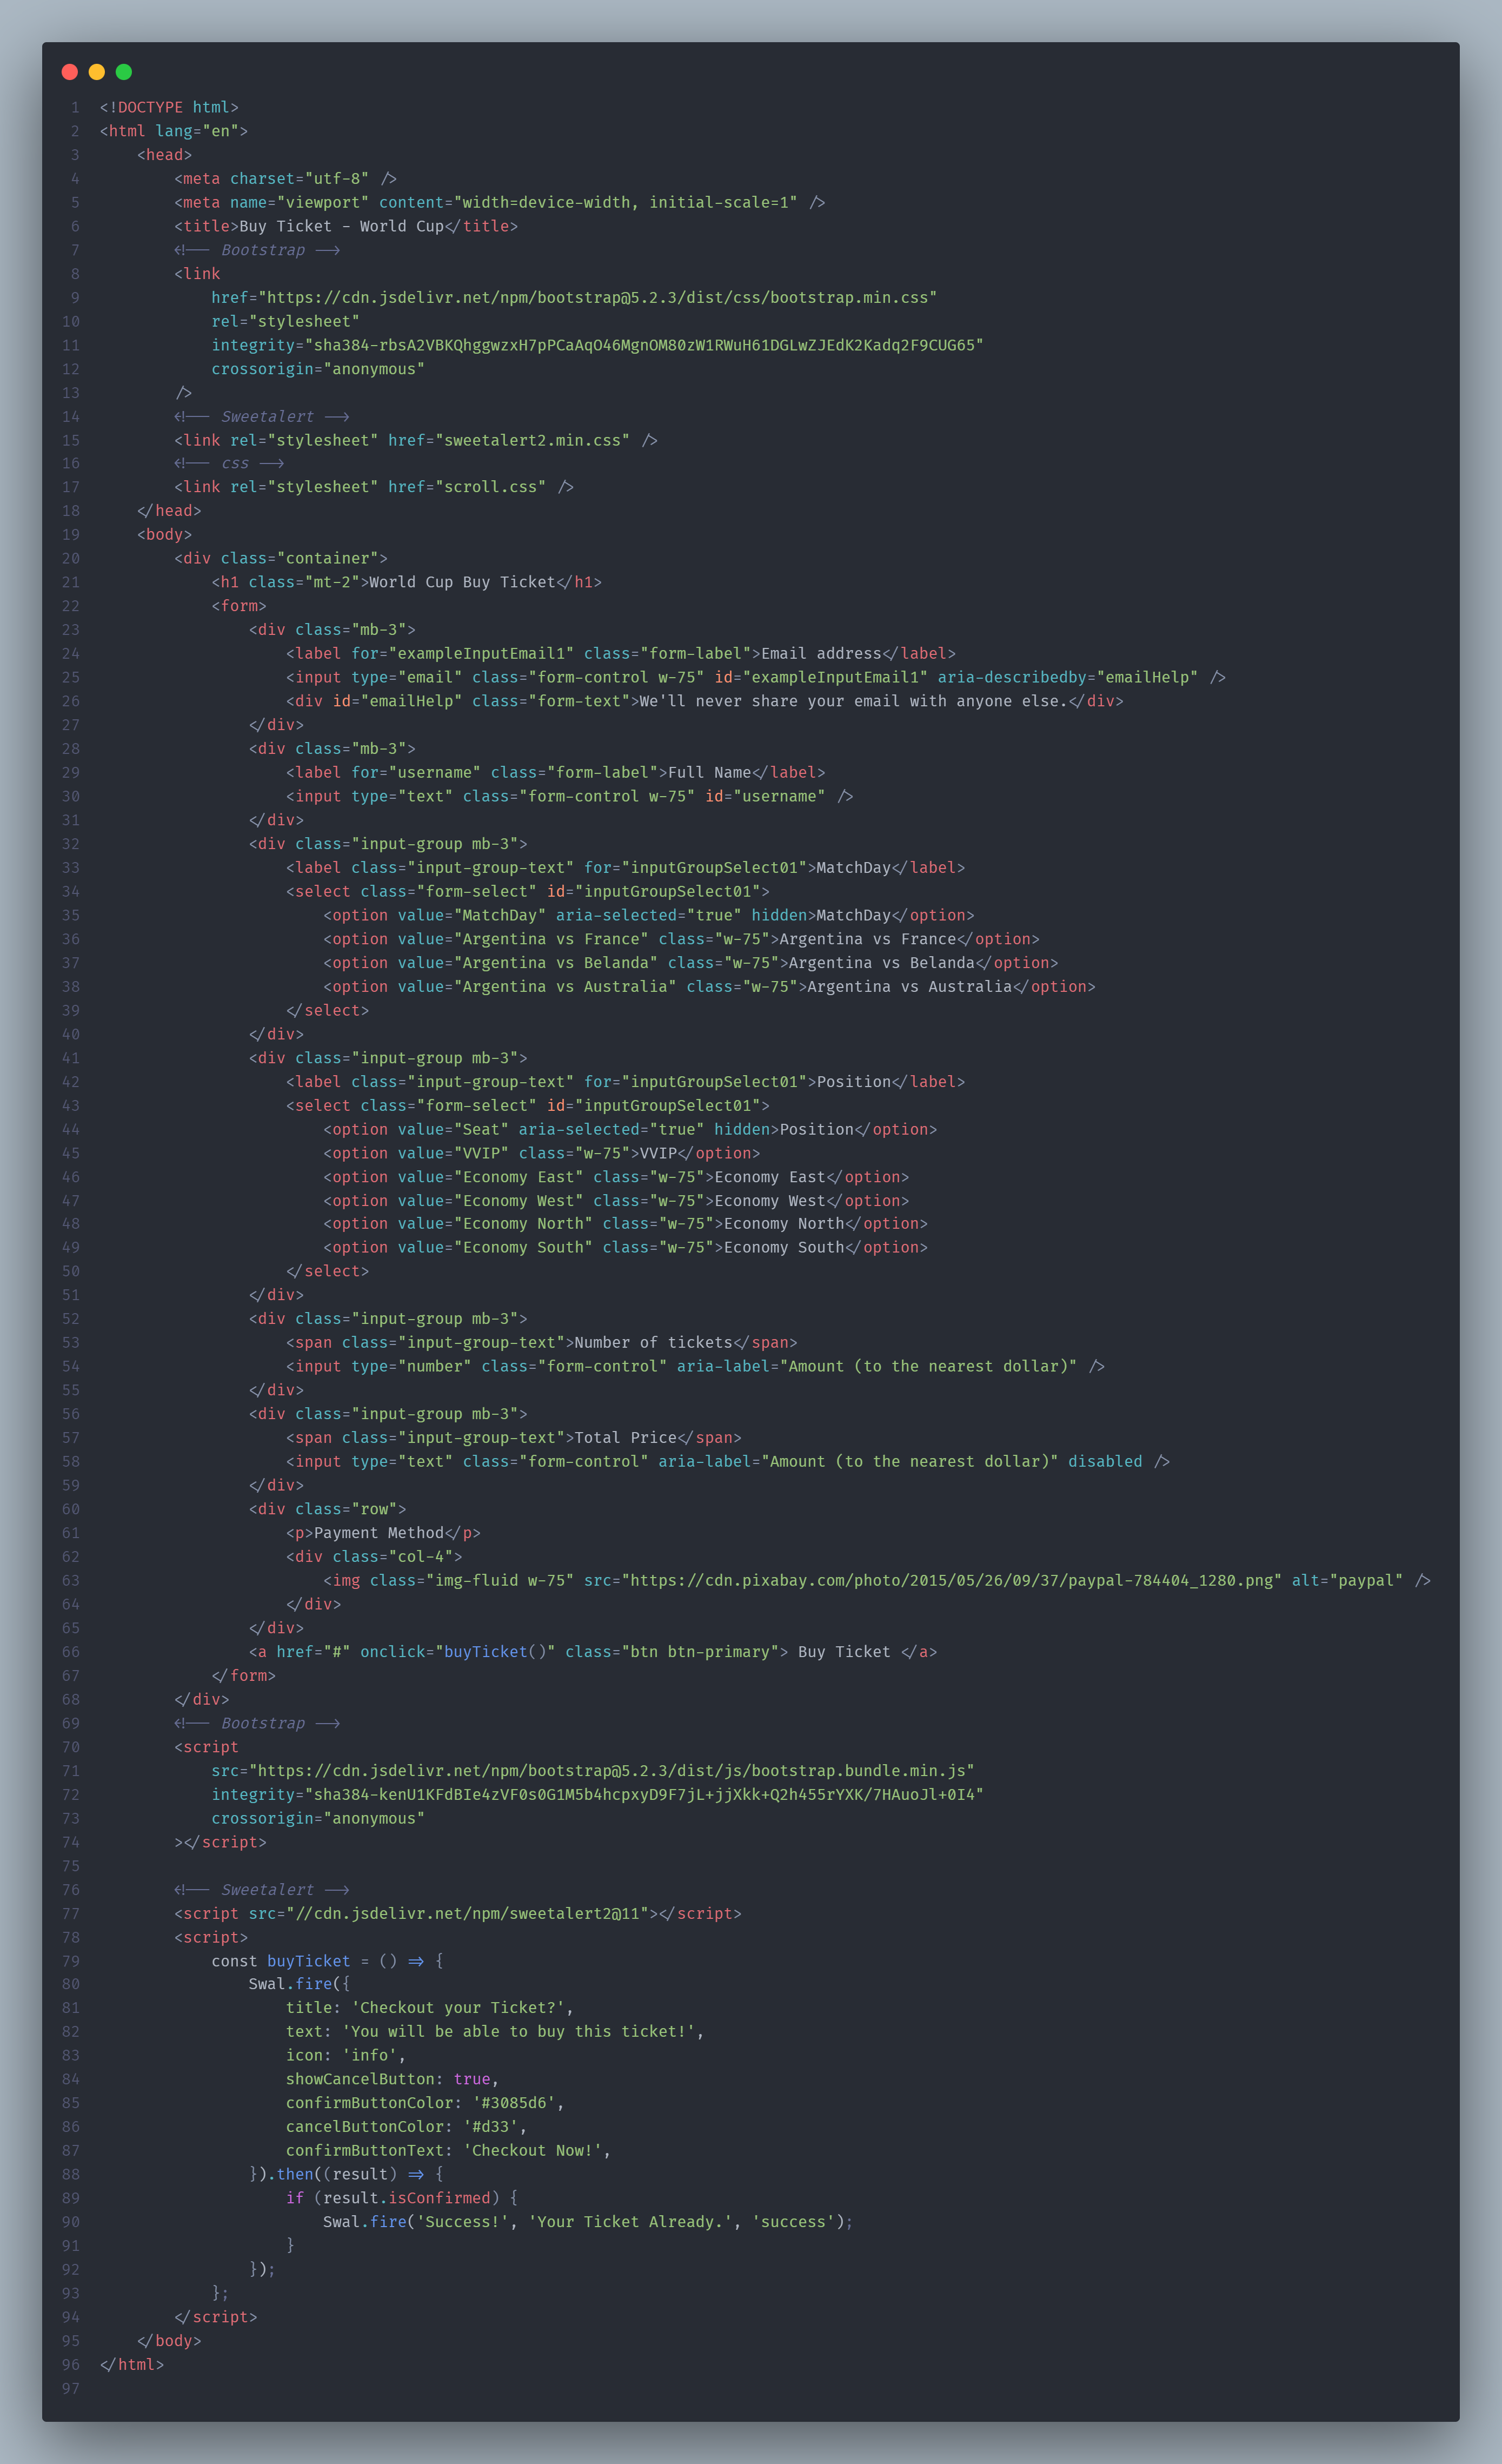 1 <!DOCTYPE html>
2 <html lang="en">
3     <head>
4         <meta charset="utf-8" />
5         <meta name="viewport" content="width=device-width, initial-scale=1" />
6         <title>Buy Ticket - World Cup</title>
7         <!-- Bootstrap -->
8         <link
9             href="https://cdn.jsdelivr.net/npm/bootstrap@5.2.3/dist/css/bootstrap.min.css"
10             rel="stylesheet"
11             integrity="sha384-rbsA2VBKQhggwzxH7pPCaAqO46MgnOM80zW1RWuH61DGLwZJEdK2Kadq2F9CUG65"
12             crossorigin="anonymous"
13         />
14         <!-- Sweetalert -->
15         <link rel="stylesheet" href="sweetalert2.min.css" />
16         <!-- css -->
17         <link rel="stylesheet" href="scroll.css" />
18     </head>
19     <body>
20         <div class="container">
21             <h1 class="mt-2">World Cup Buy Ticket</h1>
22             <form>
23                 <div class="mb-3">
24                     <label for="exampleInputEmail1" class="form-label">Email address</label>
25                     <input type="email" class="form-control w-75" id="exampleInputEmail1" aria-describedby="emailHelp" />
26                     <div id="emailHelp" class="form-text">We'll never share your email with anyone else.</div>
27                 </div>
28                 <div class="mb-3">
29                     <label for="username" class="form-label">Full Name</label>
30                     <input type="text" class="form-control w-75" id="username" />
31                 </div>
32                 <div class="input-group mb-3">
33                     <label class="input-group-text" for="inputGroupSelect01">MatchDay</label>
34                     <select class="form-select" id="inputGroupSelect01">
35                         <option value="MatchDay" aria-selected="true" hidden>MatchDay</option>
36                         <option value="Argentina vs France" class="w-75">Argentina vs France</option>
37                         <option value="Argentina vs Belanda" class="w-75">Argentina vs Belanda</option>
38                         <option value="Argentina vs Australia" class="w-75">Argentina vs Australia</option>
39                     </select>
40                 </div>
41                 <div class="input-group mb-3">
42                     <label class="input-group-text" for="inputGroupSelect01">Position</label>
43                     <select class="form-select" id="inputGroupSelect01">
44                         <option value="Seat" aria-selected="true" hidden>Position</option>
45                         <option value="VVIP" class="w-75">VVIP</option>
46                         <option value="Economy East" class="w-75">Economy East</option>
47                         <option value="Economy West" class="w-75">Economy West</option>
48                         <option value="Economy North" class="w-75">Economy North</option>
49                         <option value="Economy South" class="w-75">Economy South</option>
50                     </select>
51                 </div>
52                 <div class="input-group mb-3">
53                     <span class="input-group-text">Number of tickets</span>
54                     <input type="number" class="form-control" aria-label="Amount (to the nearest dollar)" />
55                 </div>
56                 <div class="input-group mb-3">
57                     <span class="input-group-text">Total Price</span>
58                     <input type="text" class="form-control" aria-label="Amount (to the nearest dollar)" disabled />
59                 </div>
60                 <div class="row">
61                     <p>Payment Method</p>
62                     <div class="col-4">
63                         <img class="img-fluid w-75" src="https://cdn.pixabay.com/photo/2015/05/26/09/37/paypal-784404_1280.png" alt="paypal" />
64                     </div>
65                 </div>
66                 <a href="#" onclick="buyTicket()" class="btn btn-primary"> Buy Ticket </a>
67             </form>
68         </div>
69         <!-- Bootstrap -->
70         <script
71             src="https://cdn.jsdelivr.net/npm/bootstrap@5.2.3/dist/js/bootstrap.bundle.min.js"
72             integrity="sha384-kenU1KFdBIe4zVF0s0G1M5b4hcpxyD9F7jL+jjXkk+Q2h455rYXK/7HAuoJl+0I4"
73             crossorigin="anonymous"
74         ></script>
75
76         <!-- Sweetalert -->
77         <script src="//cdn.jsdelivr.net/npm/sweetalert2@11"></script>
78         <script>
79             const buyTicket = () => {
80                 Swal.fire({
81                     title: 'Checkout your Ticket?',
82                     text: 'You will be able to buy this ticket!',
83                     icon: 'info',
84                     showCancelButton: true,
85                     confirmButtonColor: '#3085d6',
86                     cancelButtonColor: '#d33',
87                     confirmButtonText: 'Checkout Now!',
88                 }).then((result) => {
89                     if (result.isConfirmed) {
90                         Swal.fire('Success!', 'Your Ticket Already.', 'success');
91                     }
92                 });
93             };
94         </script>
95     </body>
96 </html>
97